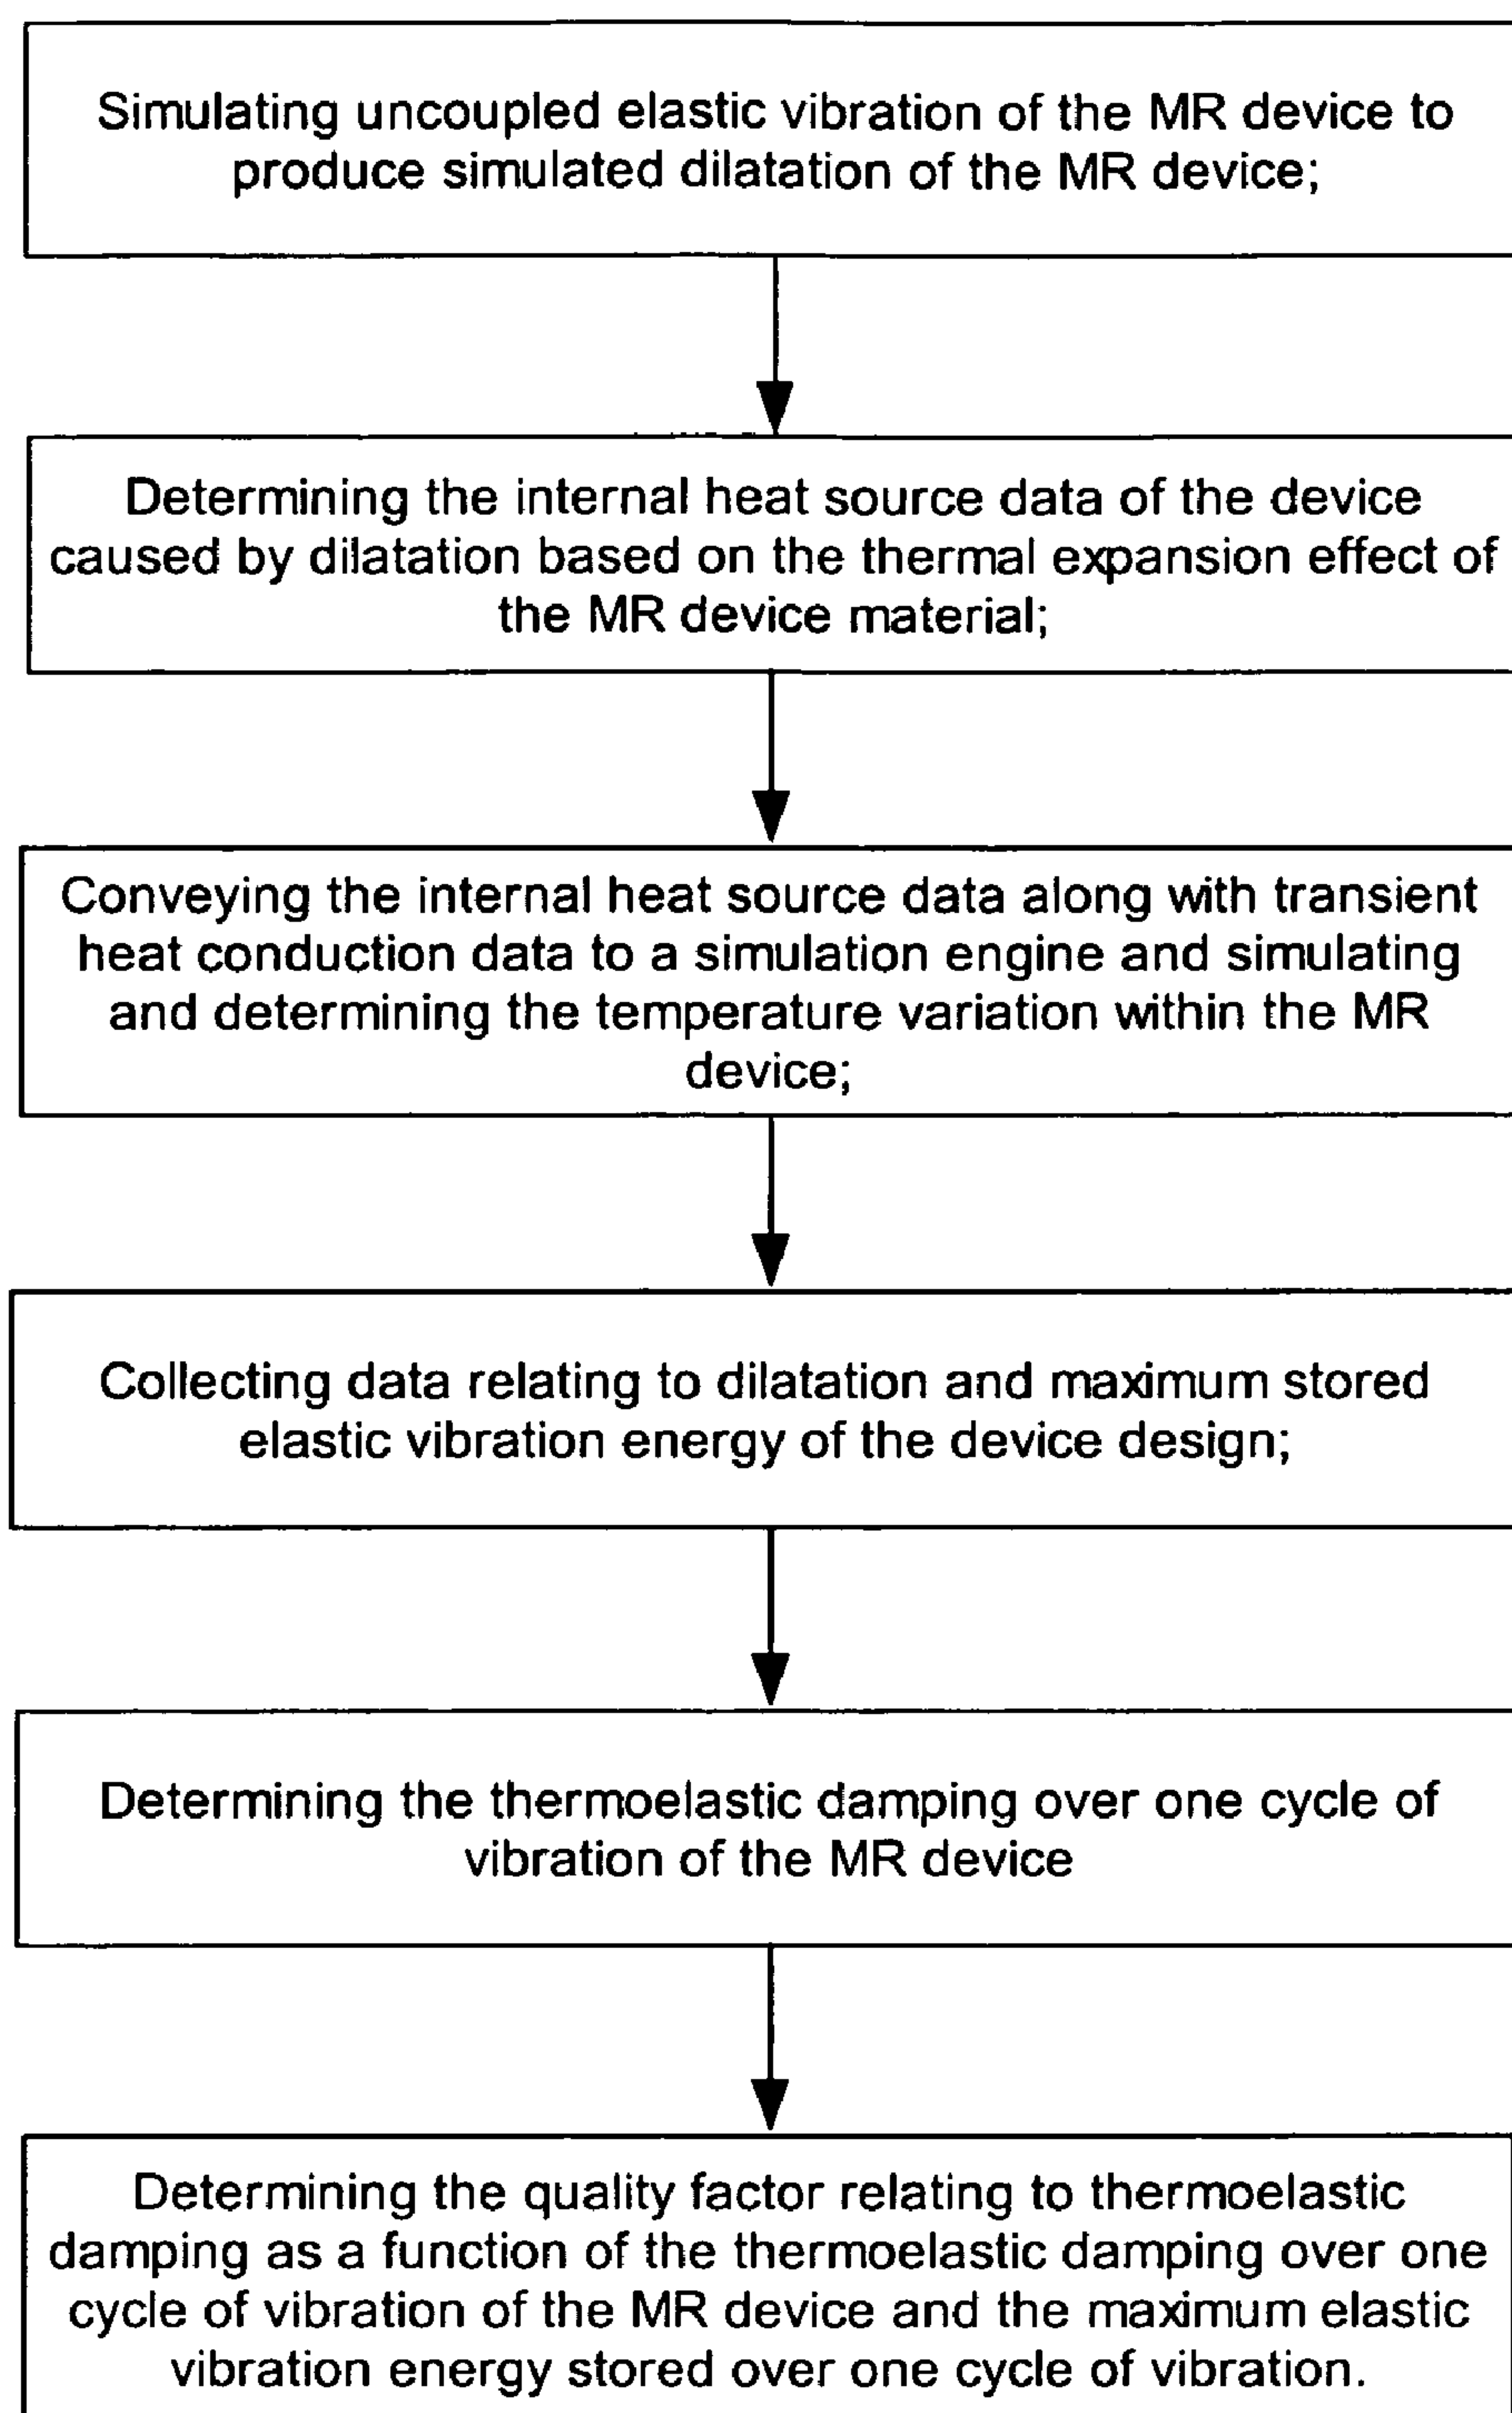 Simulating uncoupled elastic vibration of the MR device to
produce simulated dilatation of the MR device;
Determining the internal heat source data of the device
caused by dilatation based on the thermal expansion effect of
the MR device material;
Conveying the internal heat source data along with transient
heat conduction data to a simulation engine and simulating
and determining the temperature variation within the MR
device;
Collecting data relating to dilatation and maximum stored
elastic vibration energy of the device design;
Determining the thermoelastic damping over one cycle of
vibration of the MR device
Determining the quality factor relating to thermoelastic
damping as a function of the thermoelastic damping over one
cycle of vibration of the MR device and the maximum elastic
vibration energy stored over one cycle of vibration.